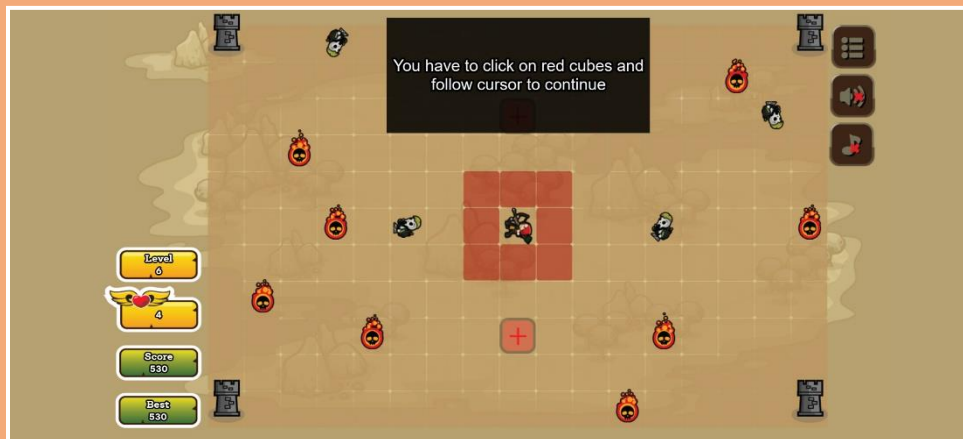 You have to click on red cubes and
follow cursor to continue
Level
6
4
Score
530
Best
530